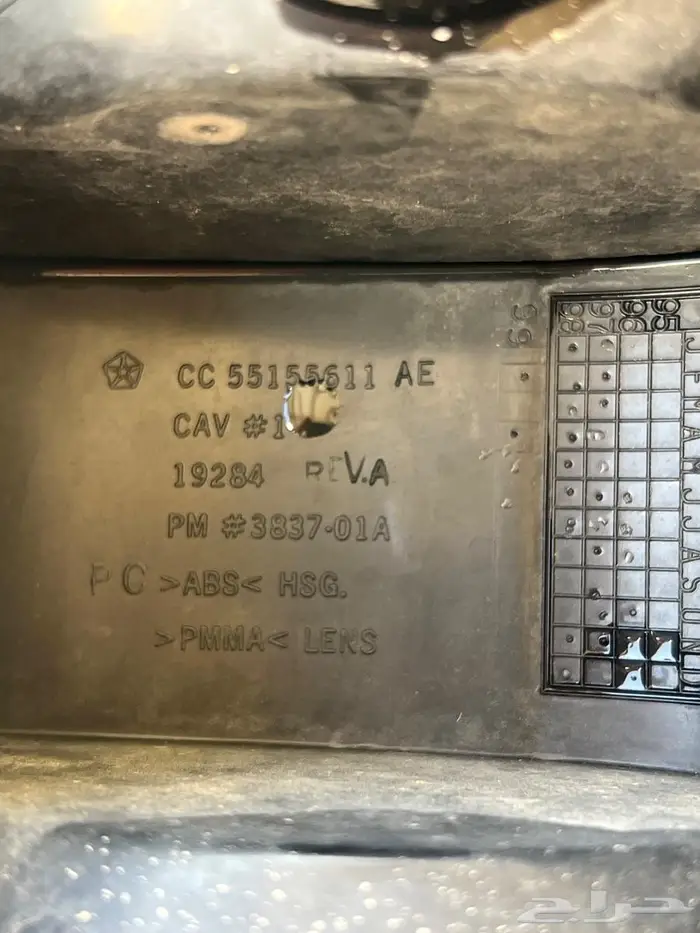 CC 55155611 AE
CAV #1
19284 REV.A
PM #3837-01A
PC >ABS< HSG.
>PMMA< LENS
99 98 97 96 95
J F M A M J J A S O N D
حراج